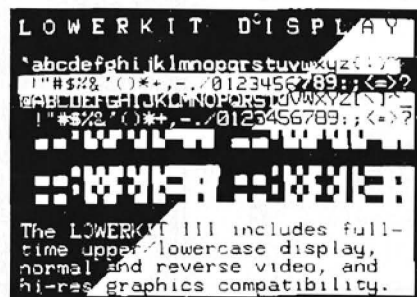 LOWERKIT DISPLAY
`abcdefghijklmnopqrstuvwxyz{|}~
!"#$%&'()*+,-./0123456789:;<=>?
@ABCDEFGHIJKLMNOPQRSTUVWXYZ[\]^_
!"#$%&'()*+,-./0123456789:;<=>?
The LOWERKIT III includes full-
time upper/lowercase display,
normal and reverse video, and
hi-res graphics compatibility.